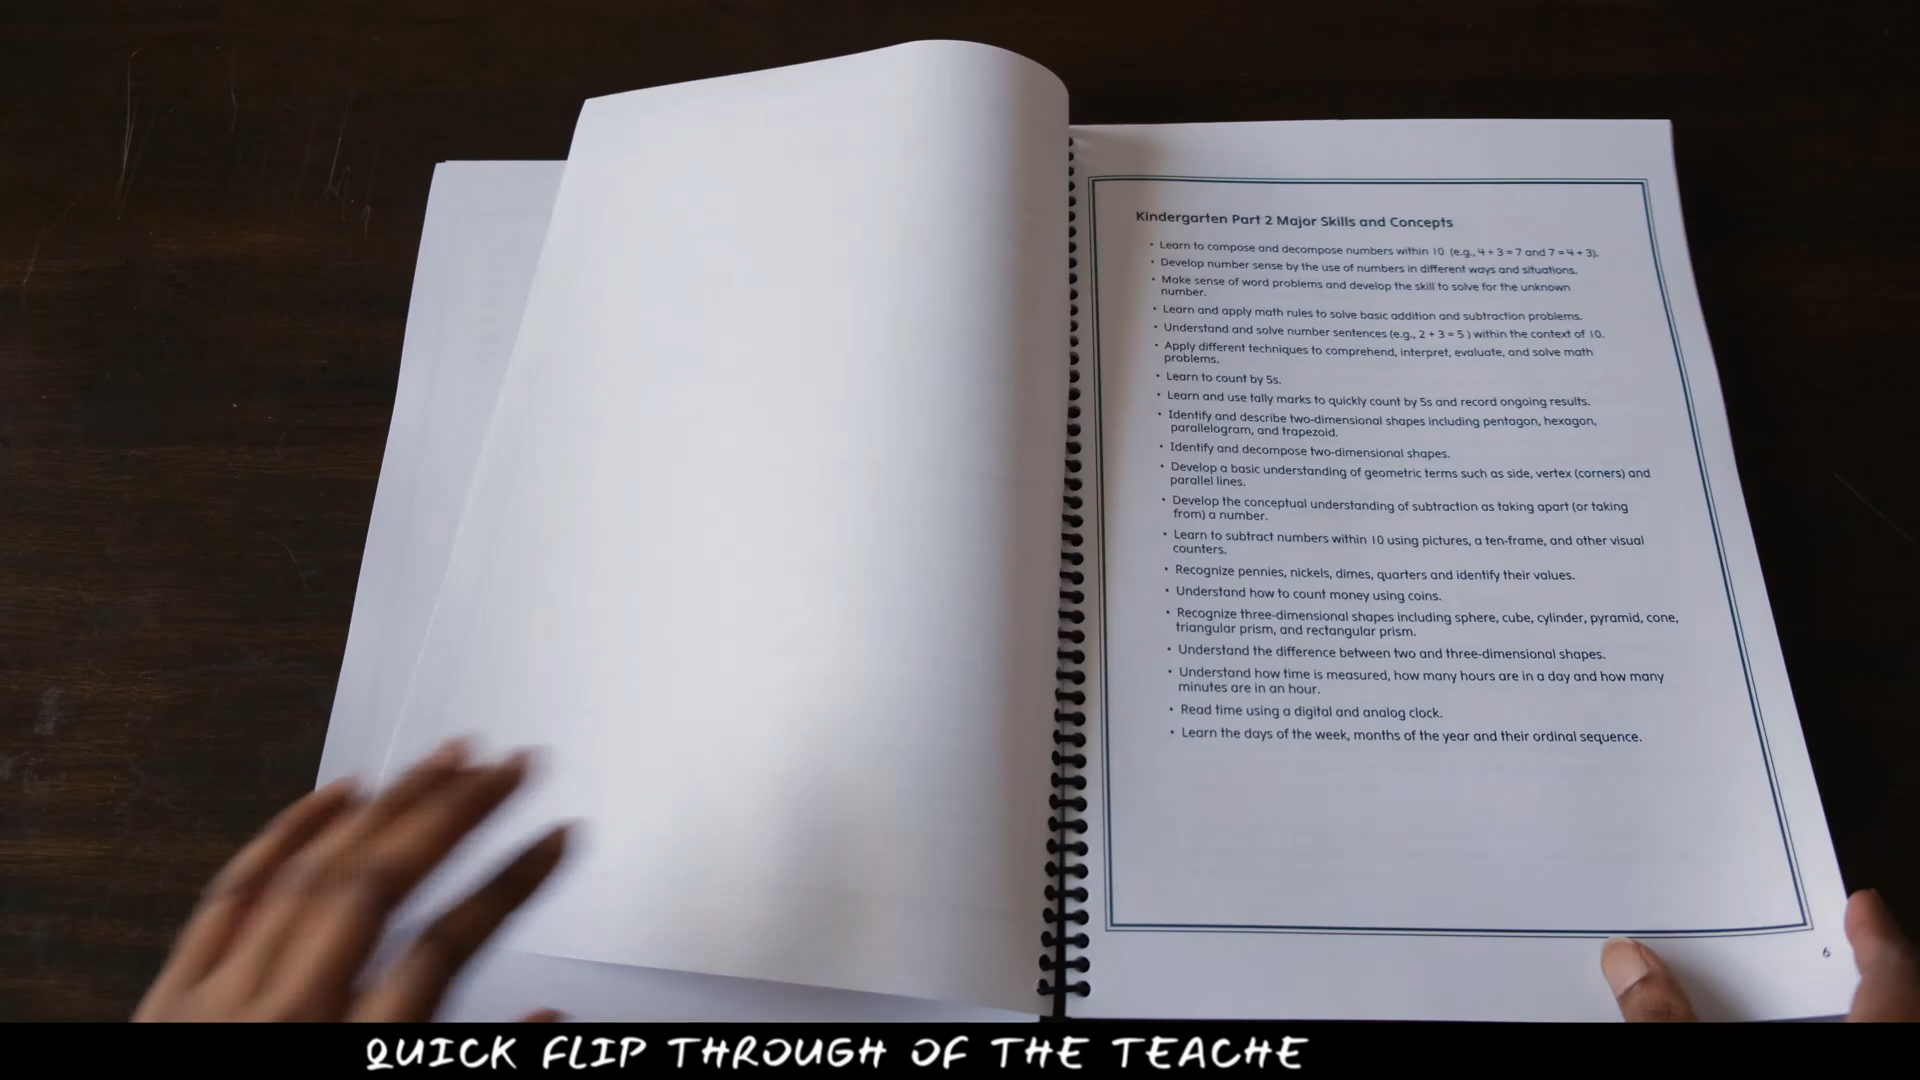 Kindergarten Part 2 Major Skills and Concepts
• Learn to compose and decompose numbers within 10 (e.g., 4 + 3 = 7 and 7 = 4 + 3).
• Develop number sense by the use of numbers in different ways and situations.
• Make sense of word problems and develop the skill to solve for the unknown
number.
• Learn and apply math rules to solve basic addition and subtraction problems.
• Understand and solve number sentences (e.g., 2 + 3 = 5 ) within the context of 10.
• Apply different techniques to comprehend, interpret, evaluate, and solve math
problems.
• Learn to count by 5s.
• Learn and use tally marks to quickly count by 5s and record ongoing results.
• Identify and describe two-dimensional shapes including pentagon, hexagon,
parallelogram, and trapezoid.
• Identify and decompose two-dimensional shapes.
• Develop a basic understanding of geometric terms such as side, vertex (corners) and
parallel lines.
• Develop the conceptual understanding of subtraction as taking apart (or taking
from) a number.
• Learn to subtract numbers within 10 using pictures, a ten-frame, and other visual
counters.
• Recognize pennies, nickels, dimes, quarters and identify their values.
• Understand how to count money using coins.
• Recognize three-dimensional shapes including sphere, cube, cylinder, pyramid, cone,
triangular prism, and rectangular prism.
• Understand the difference between two and three-dimensional shapes.
• Understand how time is measured, how many hours are in a day and how many
minutes are in an hour.
• Read time using a digital and analog clock.
• Learn the days of the week, months of the year and their ordinal sequence.
6
QUICK FLIP THROUGH OF THE TEACHE